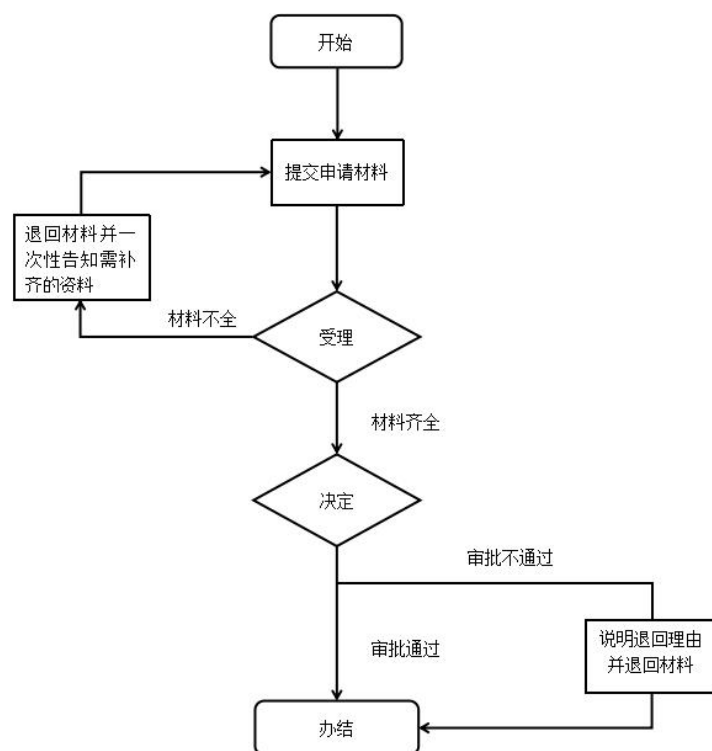 开始
提交申请材料
退回材料并一
次性告知需补
齐的资料
材料不全
受理
材料齐全
决定
审批不通过
审批通过
说明退回理由
并退回材料
办结